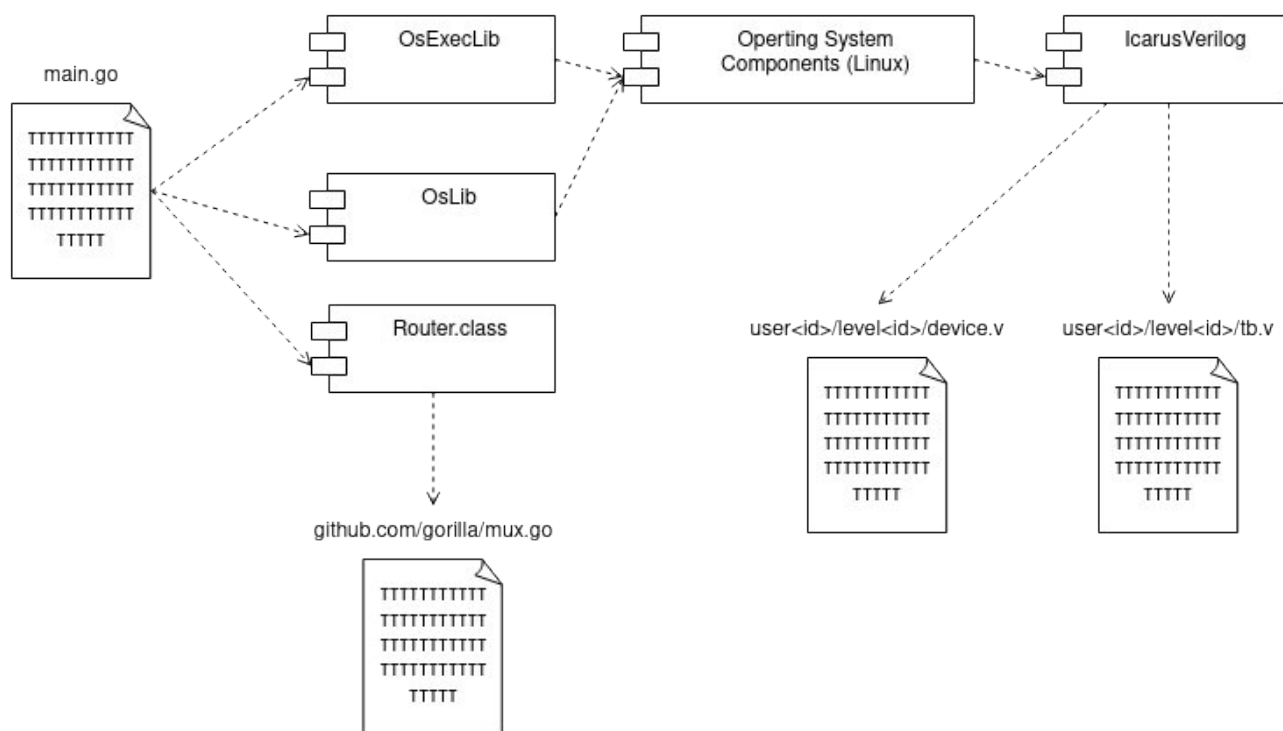 OsExecLib
Operting System
Components (Linux)
IcarusVerilog
main.go
TTTTTTTTTTT
TTTTTTTTTTT
TTTTTTTTTTT
TTTTTTTTTTT
TTTTT
OsLib
Router.class
user<id>/level<id>/device.v
TTTTTTTTTTT
TTTTTTTTTTT
TTTTTTTTTTT
TTTTTTTTTTT
TTTTT
user<id>/level<id>/tb.v
TTTTTTTTTTT
TTTTTTTTTTT
TTTTTTTTTTT
TTTTTTTTTTT
TTTTT
github.com/gorilla/mux.go
TTTTTTTTTTT
TTTTTTTTTTT
TTTTTTTTTTT
TTTTTTTTTTT
TTTTT